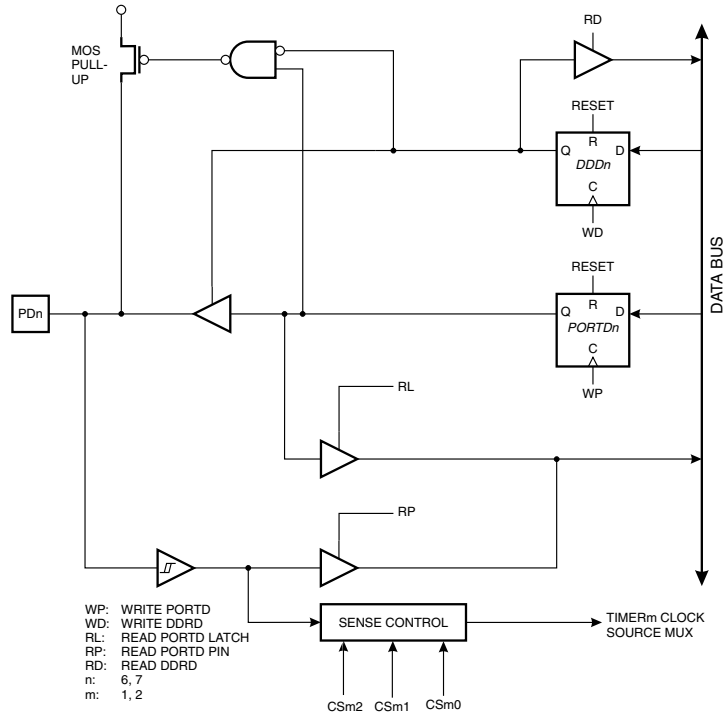 RD
MOS
PULL-
UP
RESET
R
Q
D
DDDn
C
WD
DATA BUS
RESET
PDn
R
Q
D
PORTDn
C
WP
RL
RP
WP: WRITE PORTD
WD: WRITE DDRD
RL: READ PORTD LATCH
RP: READ PORTD PIN
RD: READ DDRD
n: 6, 7
m: 1, 2
SENSE CONTROL
TIMERm CLOCK
SOURCE MUX
CSm2
CSm1
CSm0